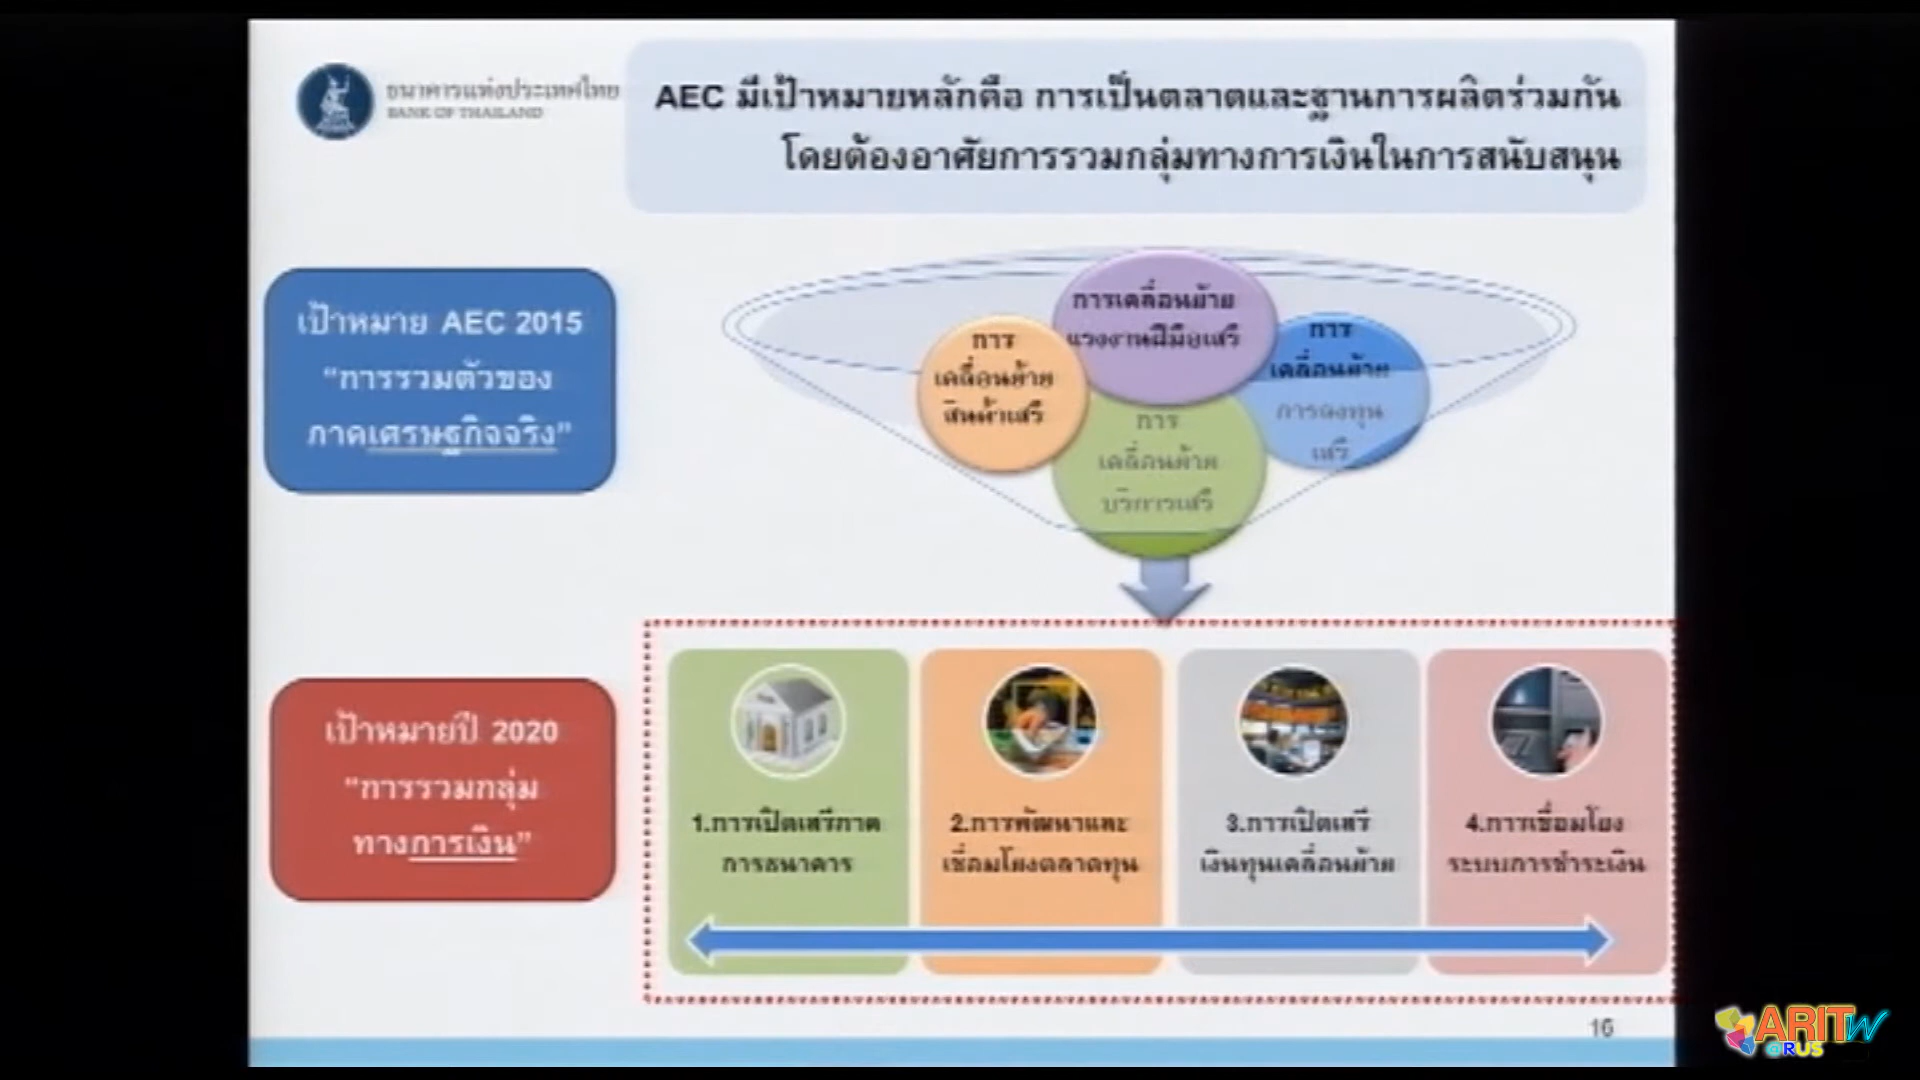 ธนาคารแห่งประเทศไทย
BANK OF THAILAND
AEC มีเป้าหมายหลักคือ การเป็นตลาดและฐานการผลิตร่วมกัน
โดยต้องอาศัยการรวมกลุ่มทางการเงินในการสนับสนุน
เป้าหมาย AEC 2015
“การรวมตัวของ
ภาคเศรษฐกิจจริง”
การเคลื่อนย้าย
แรงงานฝีมือเสรี
การ
เคลื่อนย้าย
สินค้าเสรี
การ
เคลื่อนย้าย
การลงทุน
เสรี
การ
เคลื่อนย้าย
บริการเสรี
เป้าหมายปี 2020
“การรวมกลุ่ม
ทางการเงิน”
1.การเปิดเสรีภาค
การธนาคาร
2.การพัฒนาและ
เชื่อมโยงตลาดทุน
3.การเปิดเสรี
เงินทุนเคลื่อนย้าย
4.การเชื่อมโยง
ระบบการชำระเงิน
16
ARIT
@RUS